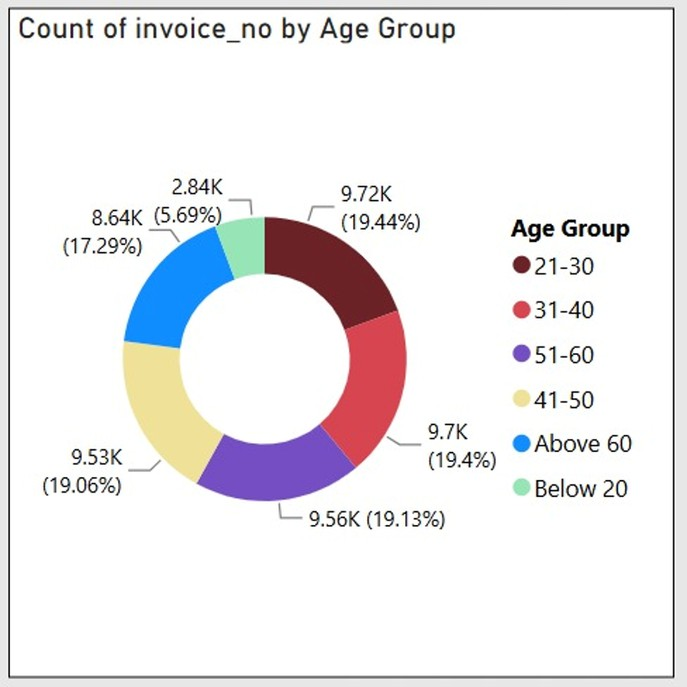 Count of invoice_no by Age Group
2.84K
(5.69%)
9.72K
(19.44%)
8.64K
(17.29%)
9.7K
(19.4%)
9.53K
(19.06%)
9.56K (19.13%)
Age Group
21-30
31-40
51-60
41-50
Above 60
Below 20